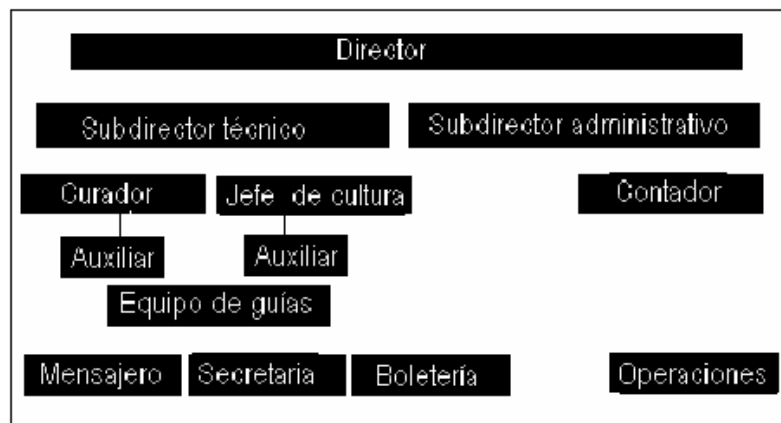 Director
Subdirector técnico
Subdirector administrativo
Curador
Jefe de cultura
Contador
Auxiliar
Auxiliar
Equipo de guías
Mensajero
Secretaria
Boletería
Operaciones